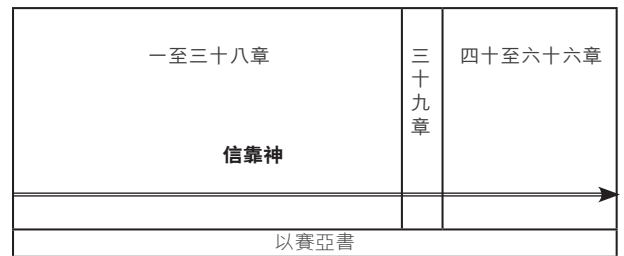 一至三十八章
三十九章
四十至六十六章
信靠神
以賽亞書